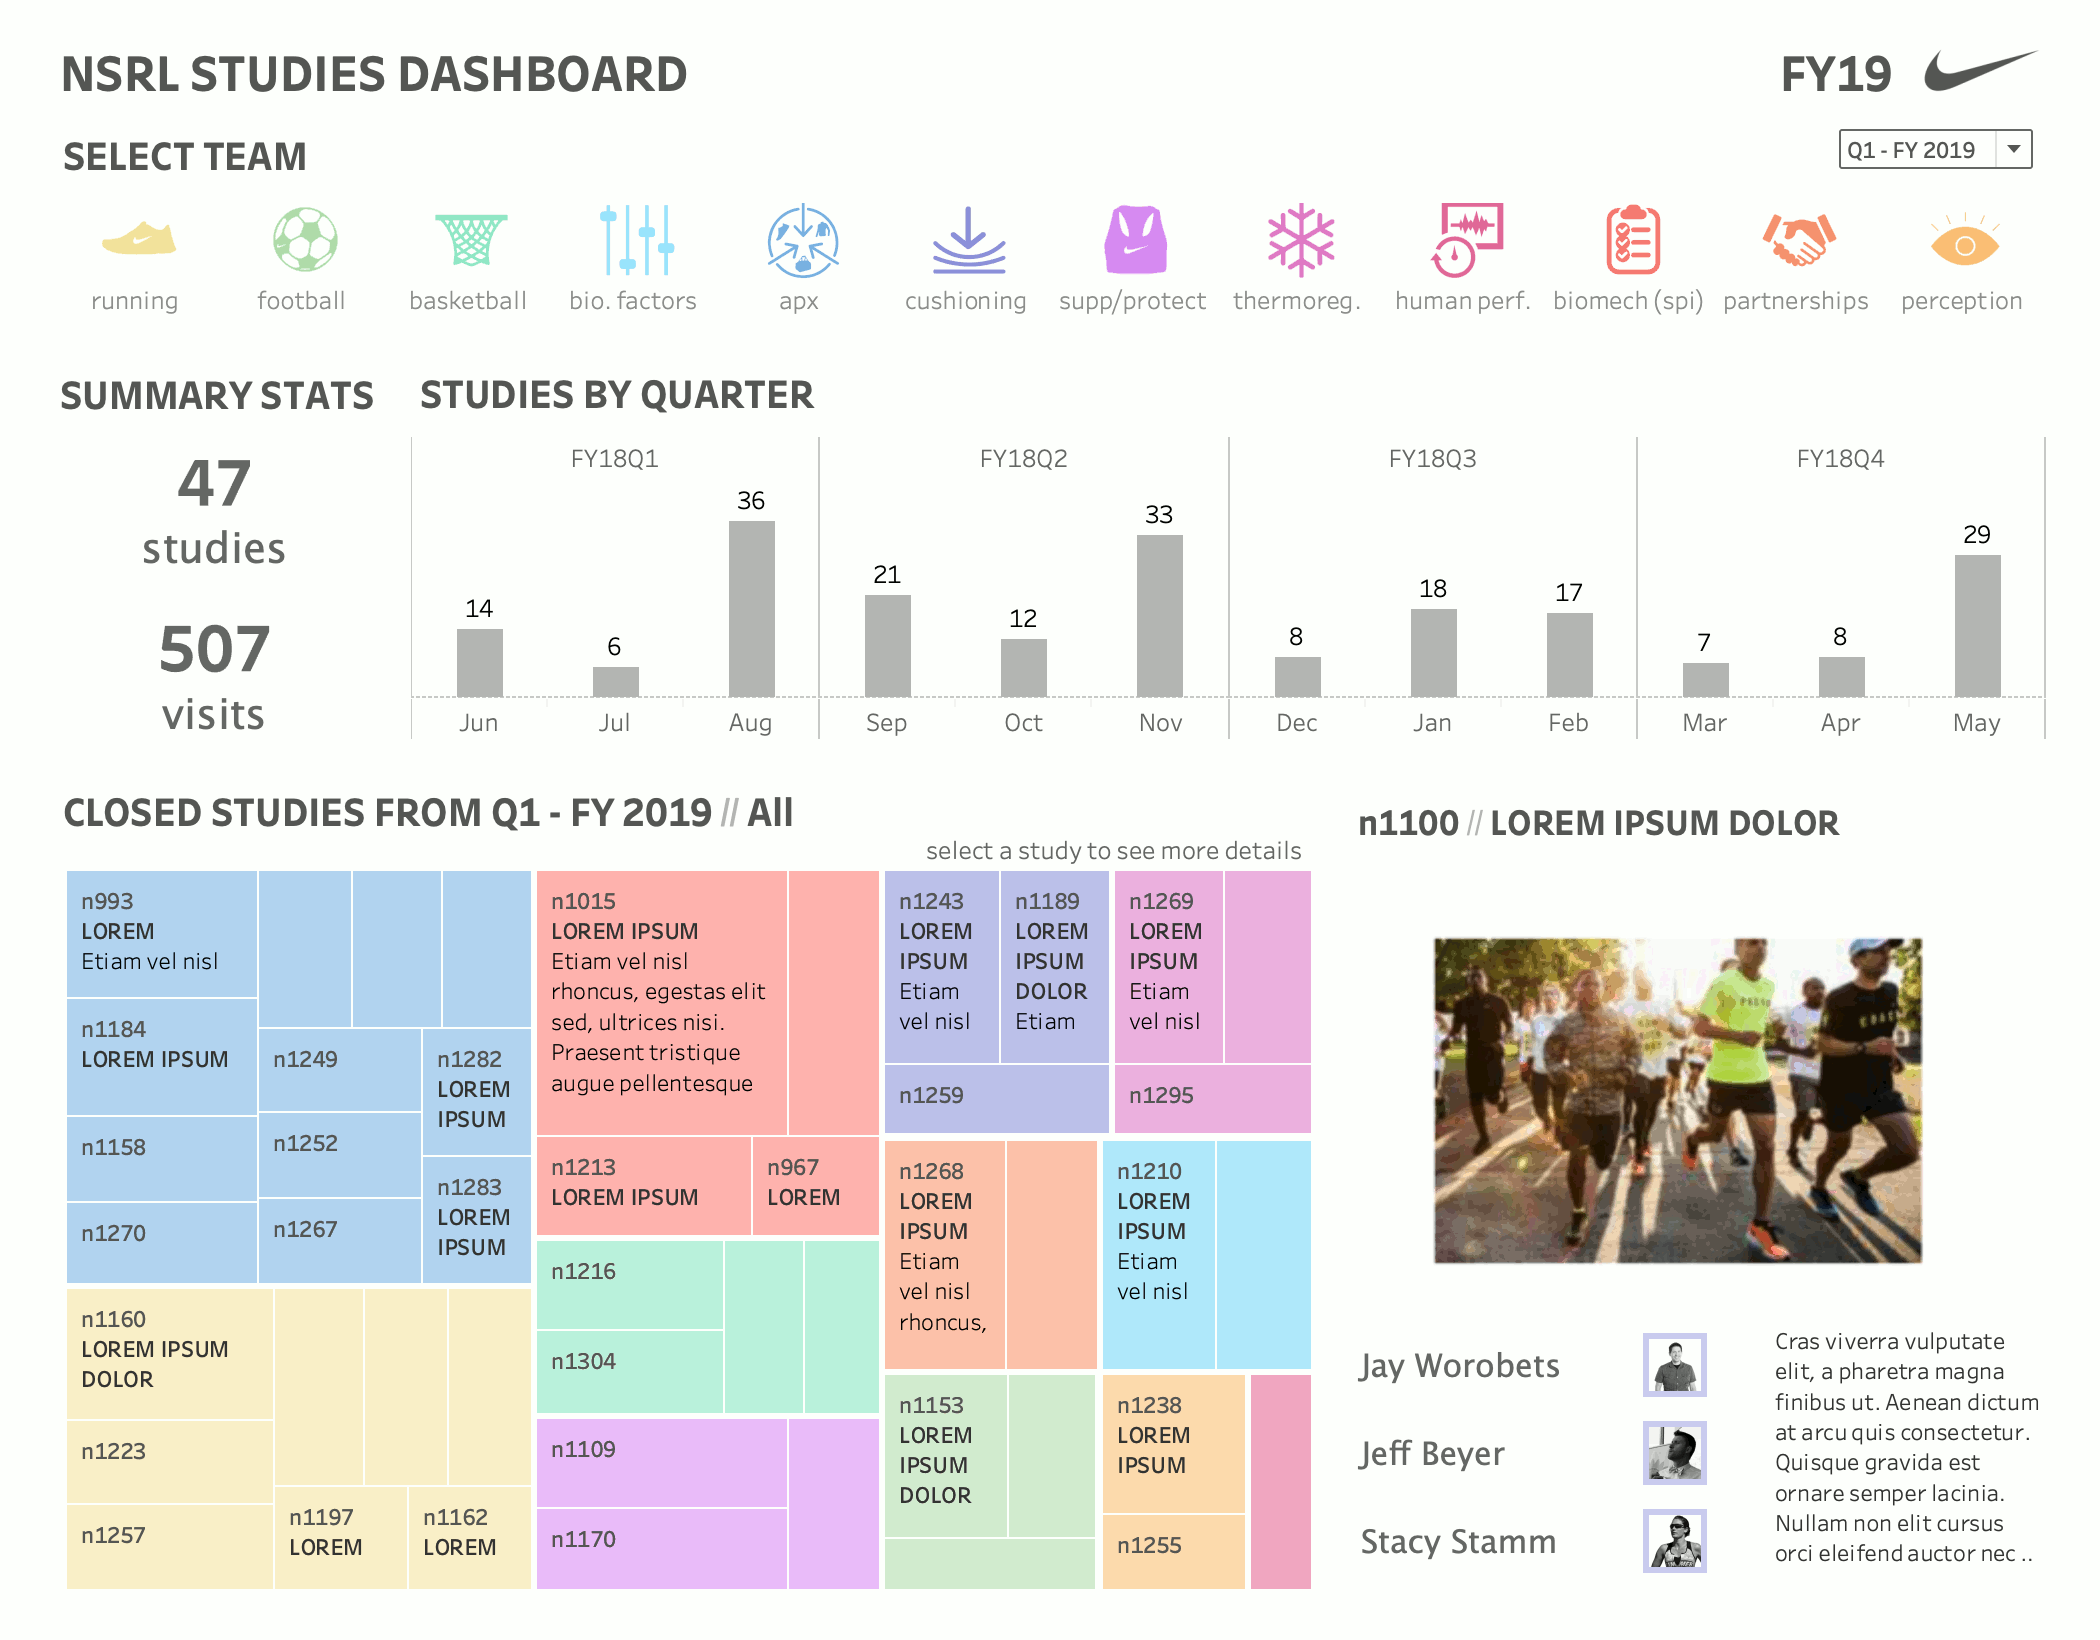 NSRL STUDIES DASHBOARD
FY19
SELECT TEAM
Q1 - FY 2019
running
football
basketball
bio. factors
apx
cushioning
supp/protect
thermoreg.
human perf.
biomech (spi)
partnerships
perception
SUMMARY STATS
47
studies
507
visits
STUDIES BY QUARTER
FY18Q1
FY18Q2
FY18Q3
FY18Q4
14
6
36
21
12
33
8
18
17
7
8
29
Jun
Jul
Aug
Sep
Oct
Nov
Dec
Jan
Feb
Mar
Apr
May
CLOSED STUDIES FROM Q1 - FY 2019 // All
select a study to see more details
n993
LOREM
Etiam vel nisl
n1184
LOREM IPSUM
n1158
n1270
n1249
n1252
n1267
n1282
LOREM
IPSUM
n1283
LOREM
IPSUM
n1160
LOREM IPSUM
DOLOR
n1223
n1257
n1197
LOREM
n1162
LOREM
n1015
LOREM IPSUM
Etiam vel nisl
rhoncus, egestas elit
sed, ultrices nisi.
Praesent tristique
augue pellentesque
n1213
LOREM IPSUM
n967
LOREM
n1216
n1304
n1109
n1170
n1243
LOREM
IPSUM
Etiam
vel nisl
n1189
LOREM
IPSUM
DOLOR
Etiam
n1259
n1269
LOREM
IPSUM
Etiam
vel nisl
n1295
n1268
LOREM
IPSUM
Etiam
vel nisl
rhoncus,
n1210
LOREM
IPSUM
Etiam
vel nisl
n1153
LOREM
IPSUM
DOLOR
n1238
LOREM
IPSUM
n1255
n1100 // LOREM IPSUM DOLOR
Jay Worobets
Jeff Beyer
Stacy Stamm
Cras viverra vulputate
elit, a pharetra magna
finibus ut. Aenean dictum
at arcu quis consectetur.
Quisque gravida est
ornare semper lacinia.
Nullam non elit cursus
orci eleifend auctor nec ..